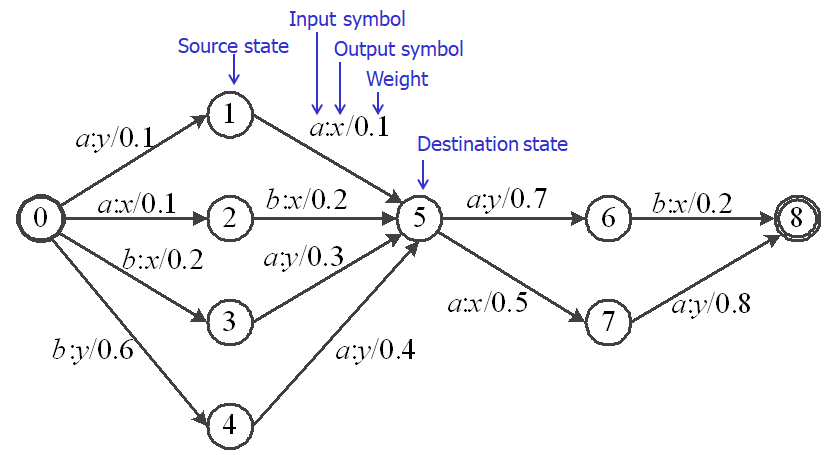 Input symbol
Source state
Output symbol
Weight
1
a:x/0.1
a:y/0.1
Destination state
0
a:x/0.1
2
b:x/0.2
5
a:y/0.7
6
b:x/0.2
8
b:x/0.2
a:y/0.3
3
a:x/0.5
7
a:y/0.8
b:y/0.6
a:y/0.4
4